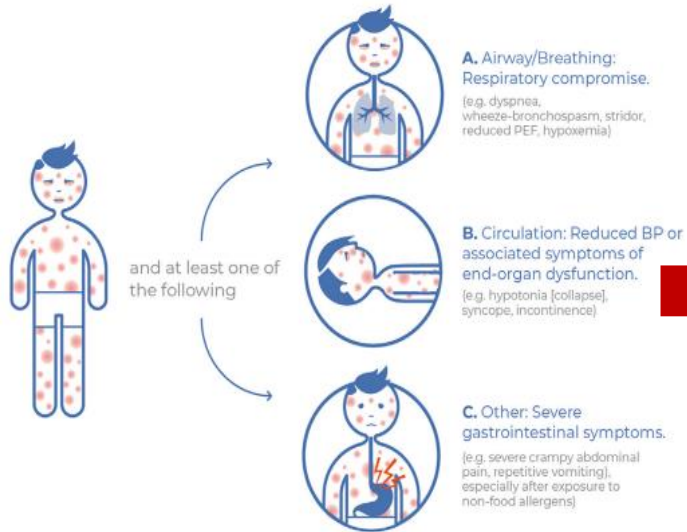 A. Airway/Breathing:
Respiratory compromise.
(e.g. dyspnea,
wheeze-bronchospasm, stridor,
reduced PEF, hypoxemia)
and at least one of
the following
B. Circulation: Reduced BP or
associated symptoms of
end-organ dysfunction.
(e.g. hypotonia [collapse],
syncope, incontinence)
C. Other: Severe
gastrointestinal symptoms.
(e.g. severe crampy abdominal
pain, repetitive vomiting),
especially after exposure to
non-food allergens)